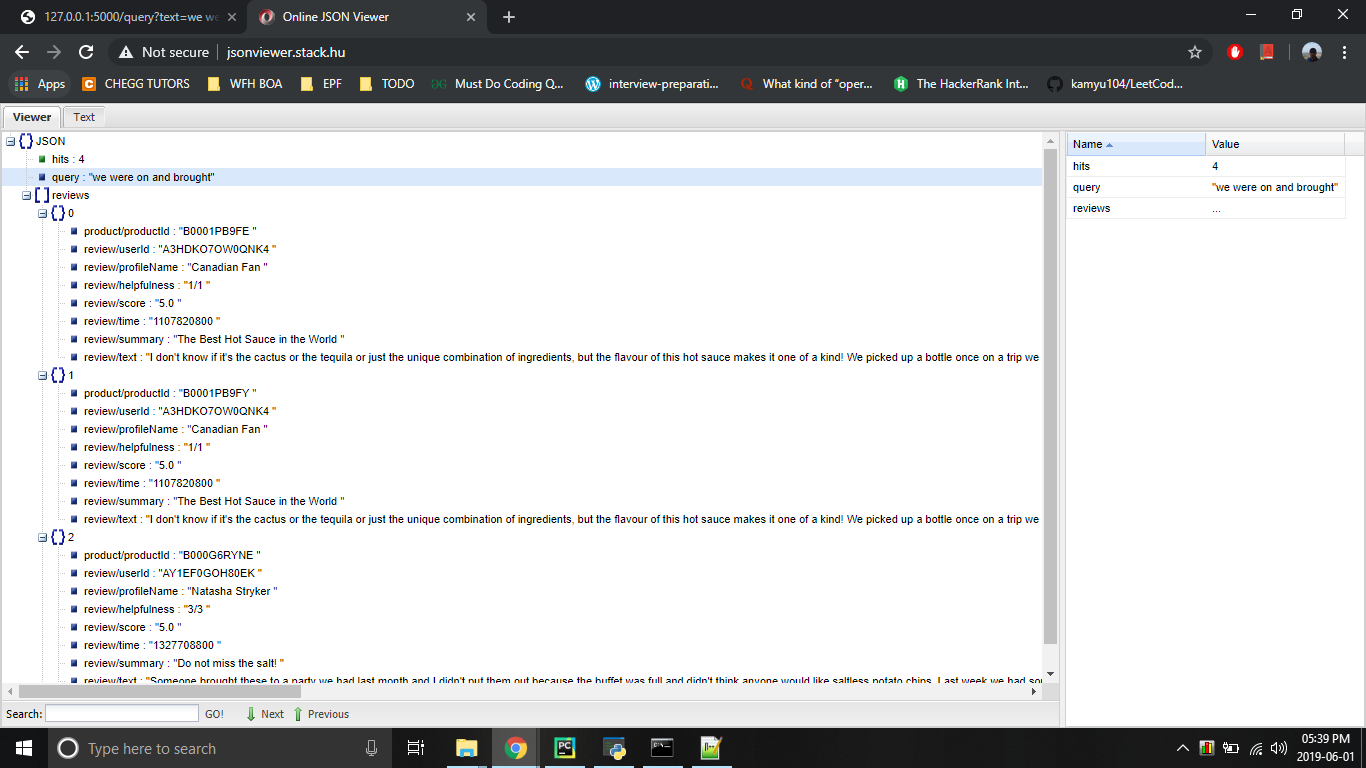 127.0.0.1:5000/query?text=we we
Online JSON Viewer
Not secure
jsonviewer.stack.hu
Apps
CHEGG TUTORS
WFH BOA
EPF
TODO
Must Do Coding Q...
interview-preparati...
What kind of "oper...
The HackerRank Int...
kamyu104/LeetCod...
Viewer
Text
JSON
hits : 4
query : "we were on and brought"
reviews
0
product/productId : "B0001PB9FE "
review/userId : "A3HDKO7OW0QNK4 "
review/profileName : "Canadian Fan "
review/helpfulness : "1/1 "
review/score : "5.0 "
review/time : "1107820800 "
review/summary : "The Best Hot Sauce in the World "
review/text : "I don't know if it's the cactus or the tequila or just the unique combination of ingredients, but the flavour of this hot sauce makes it one of a kind! We picked up a bottle once on a trip we
1
product/productId : "B0001PB9FY "
review/userId : "A3HDKO7OW0QNK4 "
review/profileName : "Canadian Fan "
review/helpfulness : "1/1 "
review/score : "5.0 "
review/time : "1107820800 "
review/summary : "The Best Hot Sauce in the World "
review/text : "I don't know if it's the cactus or the tequila or just the unique combination of ingredients, but the flavour of this hot sauce makes it one of a kind! We picked up a bottle once on a trip we
2
product/productId : "B000G6RYNE "
review/userId : "AY1EF0GOH80EK "
review/profileName : "Natasha Stryker "
review/helpfulness : "3/3 "
review/score : "5.0 "
review/time : "1327708800 "
review/summary : "Do not miss the salt! "
review/text : "Someone brought these to a party we had last month and I didn't put them out because the buffet was full and didn't think anyone would like saltless potato chips. Last week we had
Name
Value
hits
4
query
"we were on and brought"
reviews
...
Search:
GO!
Next
Previous
Type here to search
05:39 PM
2019-06-01